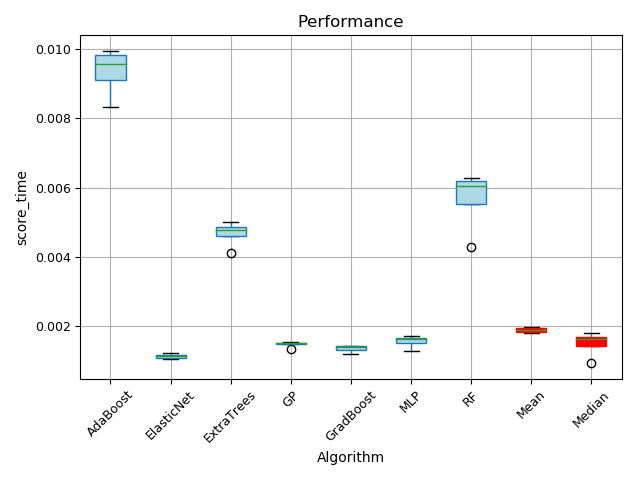 Performance
0.010
0.008
0.006
0.004
0.002
score_time
AdaBoost
ElasticNet
ExtraTrees
GP
GradBoost
MLP
RF
Mean
Median
Algorithm